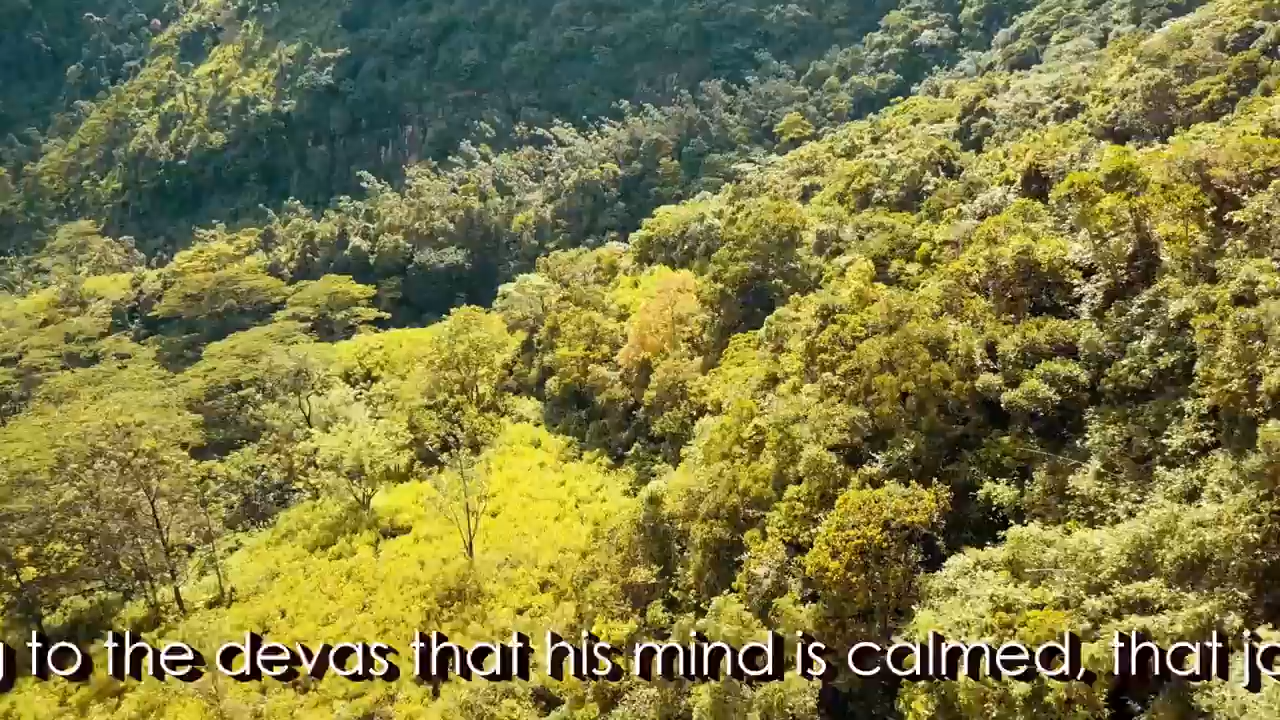 to the devas that his mind is calmed, that